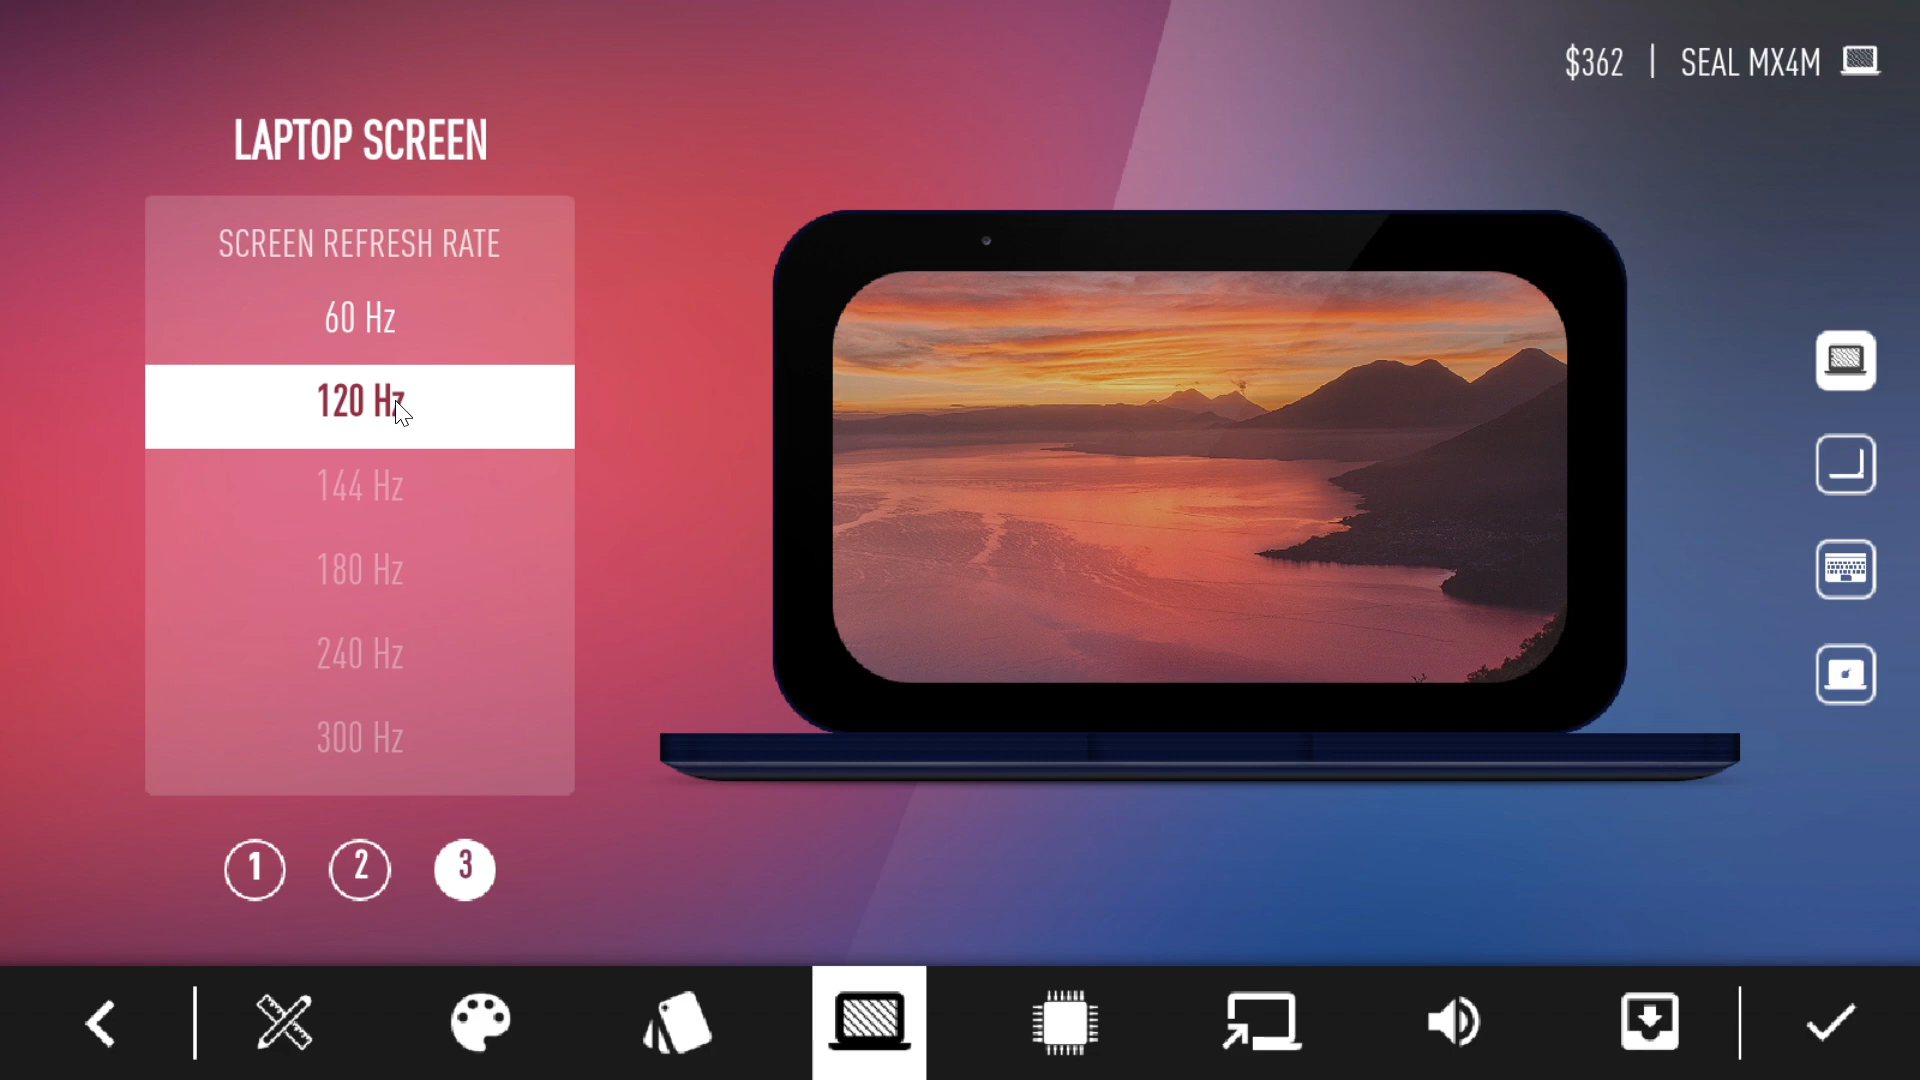 $362 | SEAL MX4M
LAPTOP SCREEN
SCREEN REFRESH RATE
60 Hz
120 Hz
144 Hz
180 Hz
240 Hz
300 Hz
1 2 3